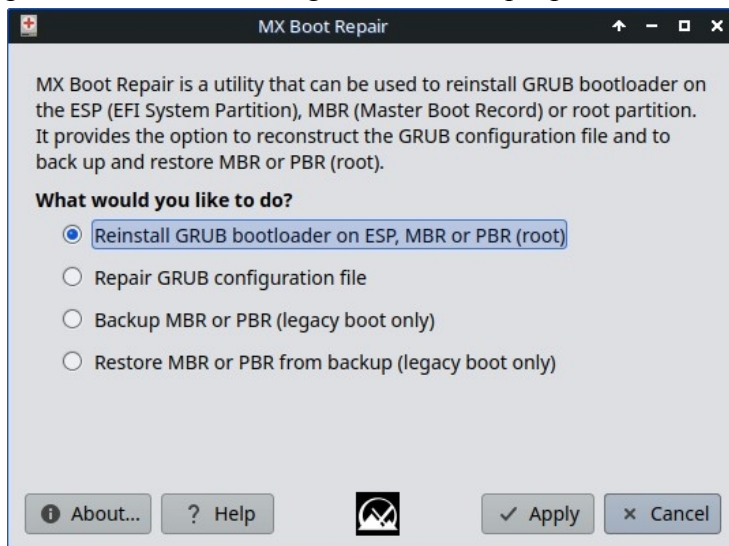 MX Boot Repair
MX Boot Repair is a utility that can be used to reinstall GRUB bootloader on
the ESP (EFI System Partition), MBR (Master Boot Record) or root partition.
It provides the option to reconstruct the GRUB configuration file and to
back up and restore MBR or PBR (root).
What would you like to do?
Reinstall GRUB bootloader on ESP, MBR or PBR (root)
Repair GRUB configuration file
Backup MBR or PBR (legacy boot only)
Restore MBR or PBR from backup (legacy boot only)
About... ? Help Apply Cancel